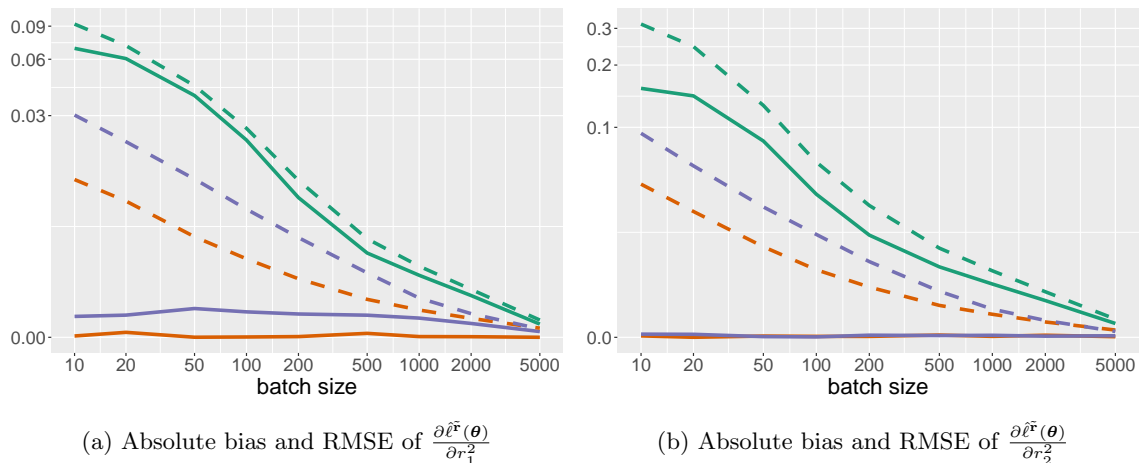 0.09
0.06
0.03
0.00
10 20 50 100 200 500 1000 2000 5000
batch size
(a) Absolute bias and RMSE of $\frac{\partial \hat{\ell}^{\tilde{\mathbf{r}}}(\boldsymbol{\theta})}{\partial r_1^2}$
0.3
0.2
0.1
0.0
10 20 50 100 200 500 1000 2000 5000
batch size
(b) Absolute bias and RMSE of $\frac{\partial \hat{\ell}^{\tilde{\mathbf{r}}}(\boldsymbol{\theta})}{\partial r_2^2}$